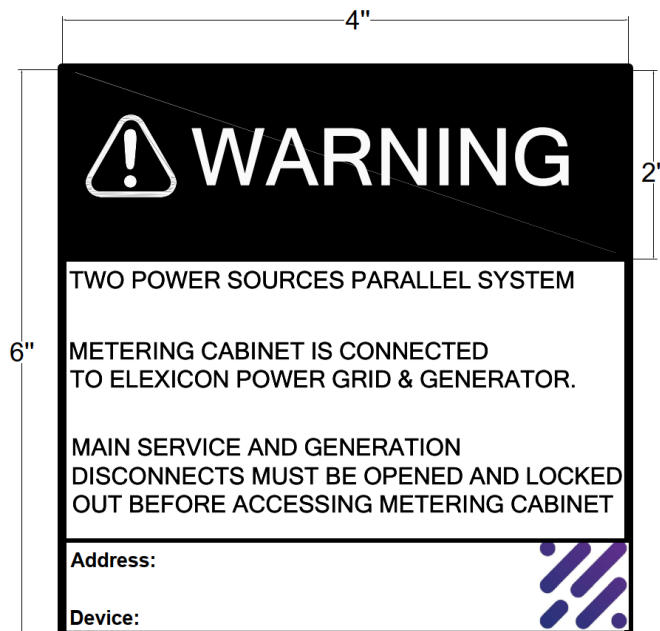 4"
WARNING
2"
TWO POWER SOURCES PARALLEL SYSTEM
6"
METERING CABINET IS CONNECTED
TO ELEXICON POWER GRID & GENERATOR.
MAIN SERVICE AND GENERATION
DISCONNECTS MUST BE OPENED AND LOCKED
OUT BEFORE ACCESSING METERING CABINET
Address:
Device: